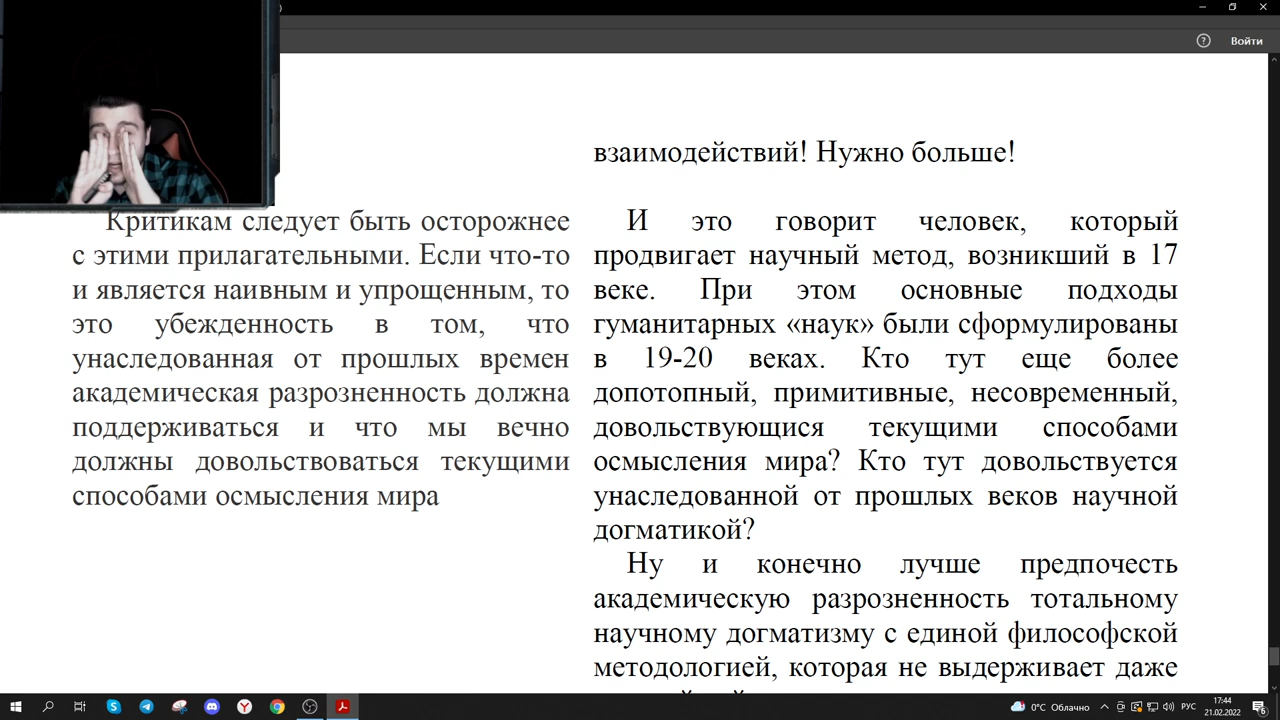 Войти
Критикам следует быть осторожнее
с этими прилагательными. Если что-то
и является наивным и упрощенным, то
это убежденность в том, что
унаследованная от прошлых времен
академическая разрозненность должна
поддерживаться и что мы вечно
должны довольствоваться текущими
способами осмысления мира
взаимодействий! Нужно больше!
И это говорит человек, который
продвигает научный метод, возникший в 17
веке. При этом основные подходы
гуманитарных «наук» были сформулированы
в 19-20 веках. Кто тут еще более
допотопный, примитивные, несовременный,
довольствующися текущими способами
осмысления мира? Кто тут довольствуется
унаследованной от прошлых веков научной
догматикой?
Ну и конечно лучше предпочесть
академическую разрозненность тотальному
научному догматизму с единой философской
методологией, которая не выдерживает даже
0°C Облачно
РУС
17:44
21.02.2022
6